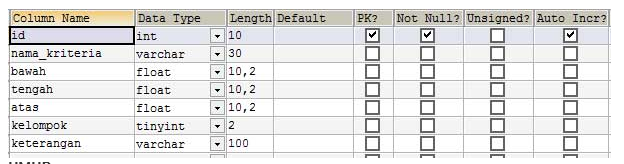 Column Name Data Type Length Default PK? Not Null? Unsigned? Auto Incr?
id int 10
nama_kriteria varchar 30
bawah float 10,2
tengah float 10,2
atas float 10,2
kelompok tinyint 2
keterangan varchar 100